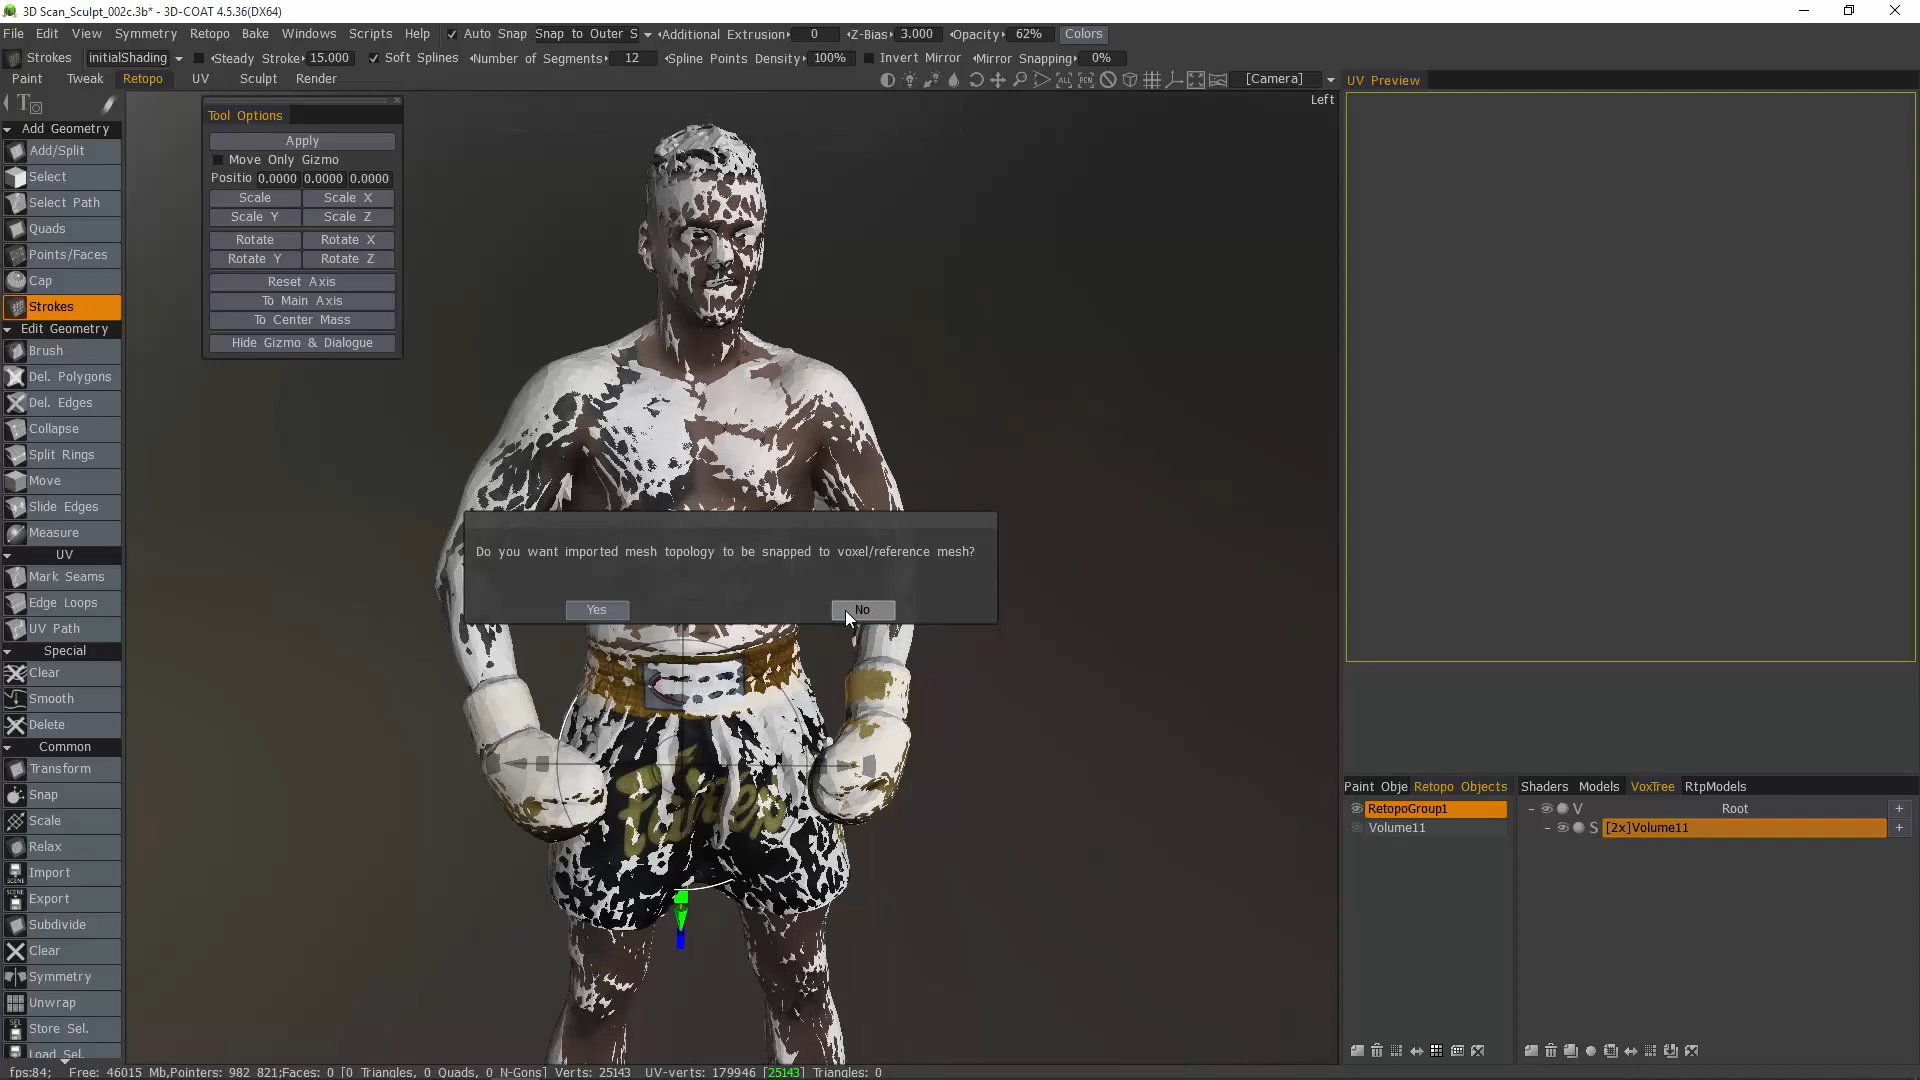 3D Scan_Sculpt_002c.3b* - 3D-COAT 4.5.36(DX64)
File Edit View Symmetry Retopo Bake Windows Scripts Help Auto Snap Snap to Outer S Additional Extrusion 0 Z-Bias 3.000 Opacity 62% Colors
Strokes initialShading Steady Stroke 15.000 Soft Splines Number of Segments 12 Spline Points Density 100% Invert Mirror Mirror Snapping 0%
Paint Tweak Retopo UV Sculpt Render ALL PEN [Camera] UV Preview
Left
Tool Options
Apply
Move Only Gizmo
Positio 0.0000 0.0000 0.0000
Scale Scale X
Scale Y Scale Z
Rotate Rotate X
Rotate Y Rotate Z
Reset Axis
To Main Axis
To Center Mass
Hide Gizmo & Dialogue
Add Geometry
Add/Split
Select
Select Path
Quads
Points/Faces
Cap
Strokes
Edit Geometry
Brush
Del. Polygons
Del. Edges
Collapse
Split Rings
Move
Slide Edges
Measure
UV
Mark Seams
Edge Loops
UV Path
Special
Clear
Smooth
Delete
Common
Transform
Snap
Scale
Relax
Import
Export
Subdivide
Clear
Symmetry
Unwrap
Store Sel.
Load Sel.
Do you want imported mesh topology to be snapped to voxel/reference mesh?
Yes No
Fairtex
Paint Obje Retopo Objects Shaders Models VoxTree RtpModels
RetopoGroup1
Volume11
V Root +
S [2x]Volume11 +
fps:84; Free: 46015 Mb,Pointers: 982 821;Faces: 0 [0 Triangles, 0 Quads, 0 N-Gons] Verts: 25143 UV-verts: 179946 [25143] Triangles: 0